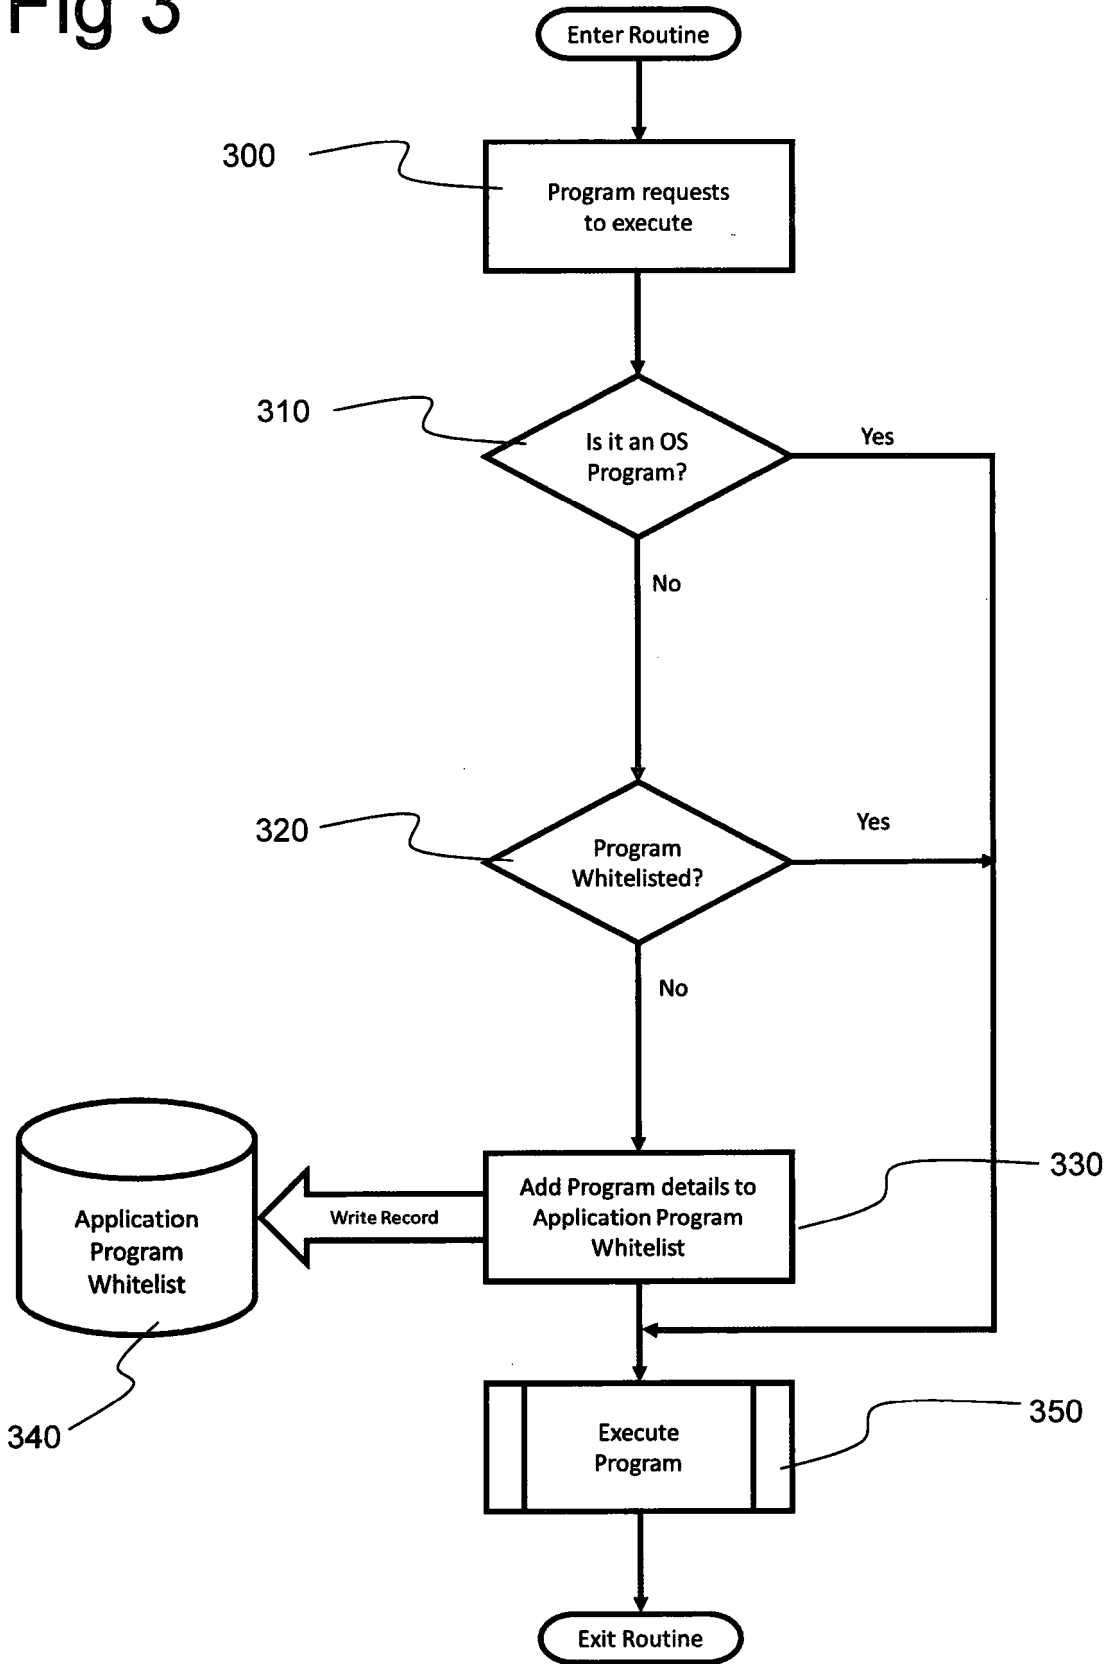 Fig 3
Enter Routine
300
Program requests
to execute
310
Is it an OS
Program?
Yes
No
320
Program
Whitelisted?
Yes
No
Application
Program
Whitelist
Write Record
Add Program details to
Application Program
Whitelist
330
340
Execute
Program
350
Exit Routine